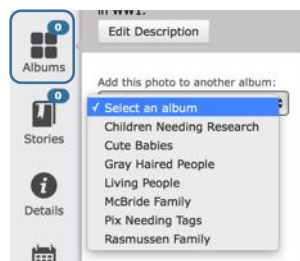 in WW1.
Edit Description
0
Albums
Add this photo to another album:
✓ Select an album
0
Children Needing Research
Stories
Cute Babies
Gray Haired People
Living People
Details
McBride Family
Pix Needing Tags
Rasmussen Family